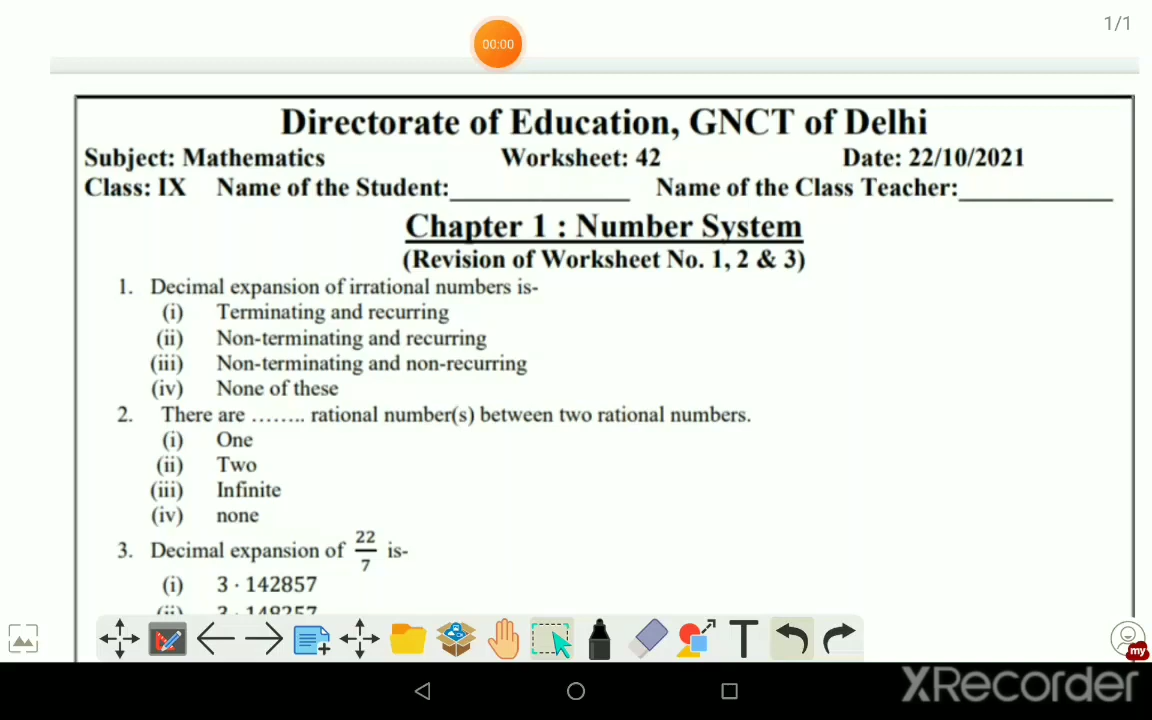 1/1
00:00
Directorate of Education, GNCT of Delhi
Subject: Mathematics Worksheet: 42 Date: 22/10/2021
Class: IX Name of the Student:____________ Name of the Class Teacher:____________
Chapter 1 : Number System
(Revision of Worksheet No. 1, 2 & 3)
1. Decimal expansion of irrational numbers is-
(i) Terminating and recurring
(ii) Non-terminating and recurring
(iii) Non-terminating and non-recurring
(iv) None of these
2. There are …….. rational number(s) between two rational numbers.
(i) One
(ii) Two
(iii) Infinite
(iv) none
3. Decimal expansion of 22/7 is-
(i) 3 · 142857
T
my
XRecorder